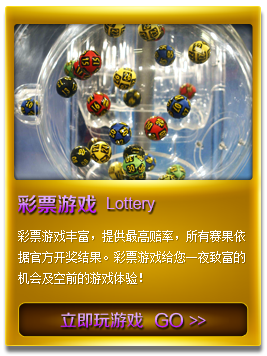 彩票游戏 Lottery
彩票游戏丰富，提供最高赔率，所有赛果依
据官方开奖结果。彩票游戏给您一夜致富的
机会及空前的游戏体验！
立即玩游戏 GO >>